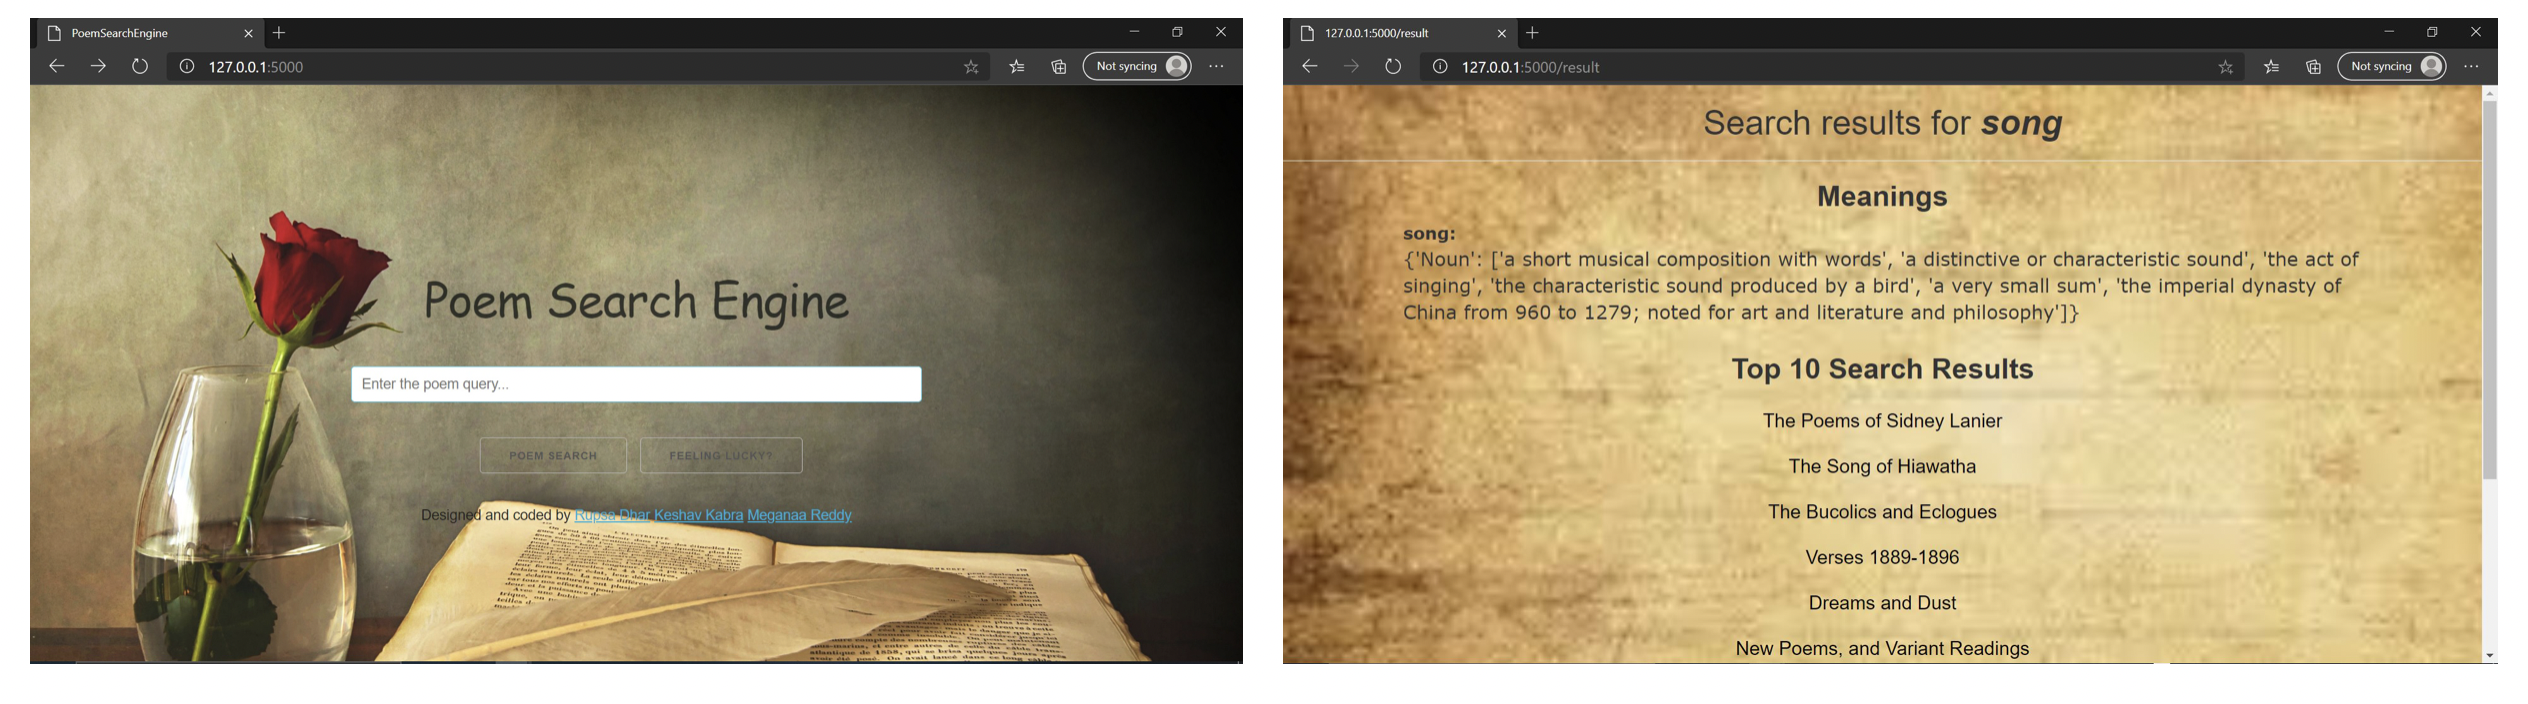 PoemSearchEngine
127.0.0.1:5000
Not syncing
Poem Search Engine
Enter the poem query...
POEM SEARCH
FEELING LUCKY?
Designed and coded by Rupsa Dhar Keshav Kabra Meganaa Reddy
127.0.0.1:5000/result
127.0.0.1:5000/result
Not syncing
Search results for song
Meanings
song:
{'Noun': ['a short musical composition with words', 'a distinctive or characteristic sound', 'the act of
singing', 'the characteristic sound produced by a bird', 'a very small sum', 'the imperial dynasty of
China from 960 to 1279; noted for art and literature and philosophy']}
Top 10 Search Results
The Poems of Sidney Lanier
The Song of Hiawatha
The Bucolics and Eclogues
Verses 1889-1896
Dreams and Dust
New Poems, and Variant Readings